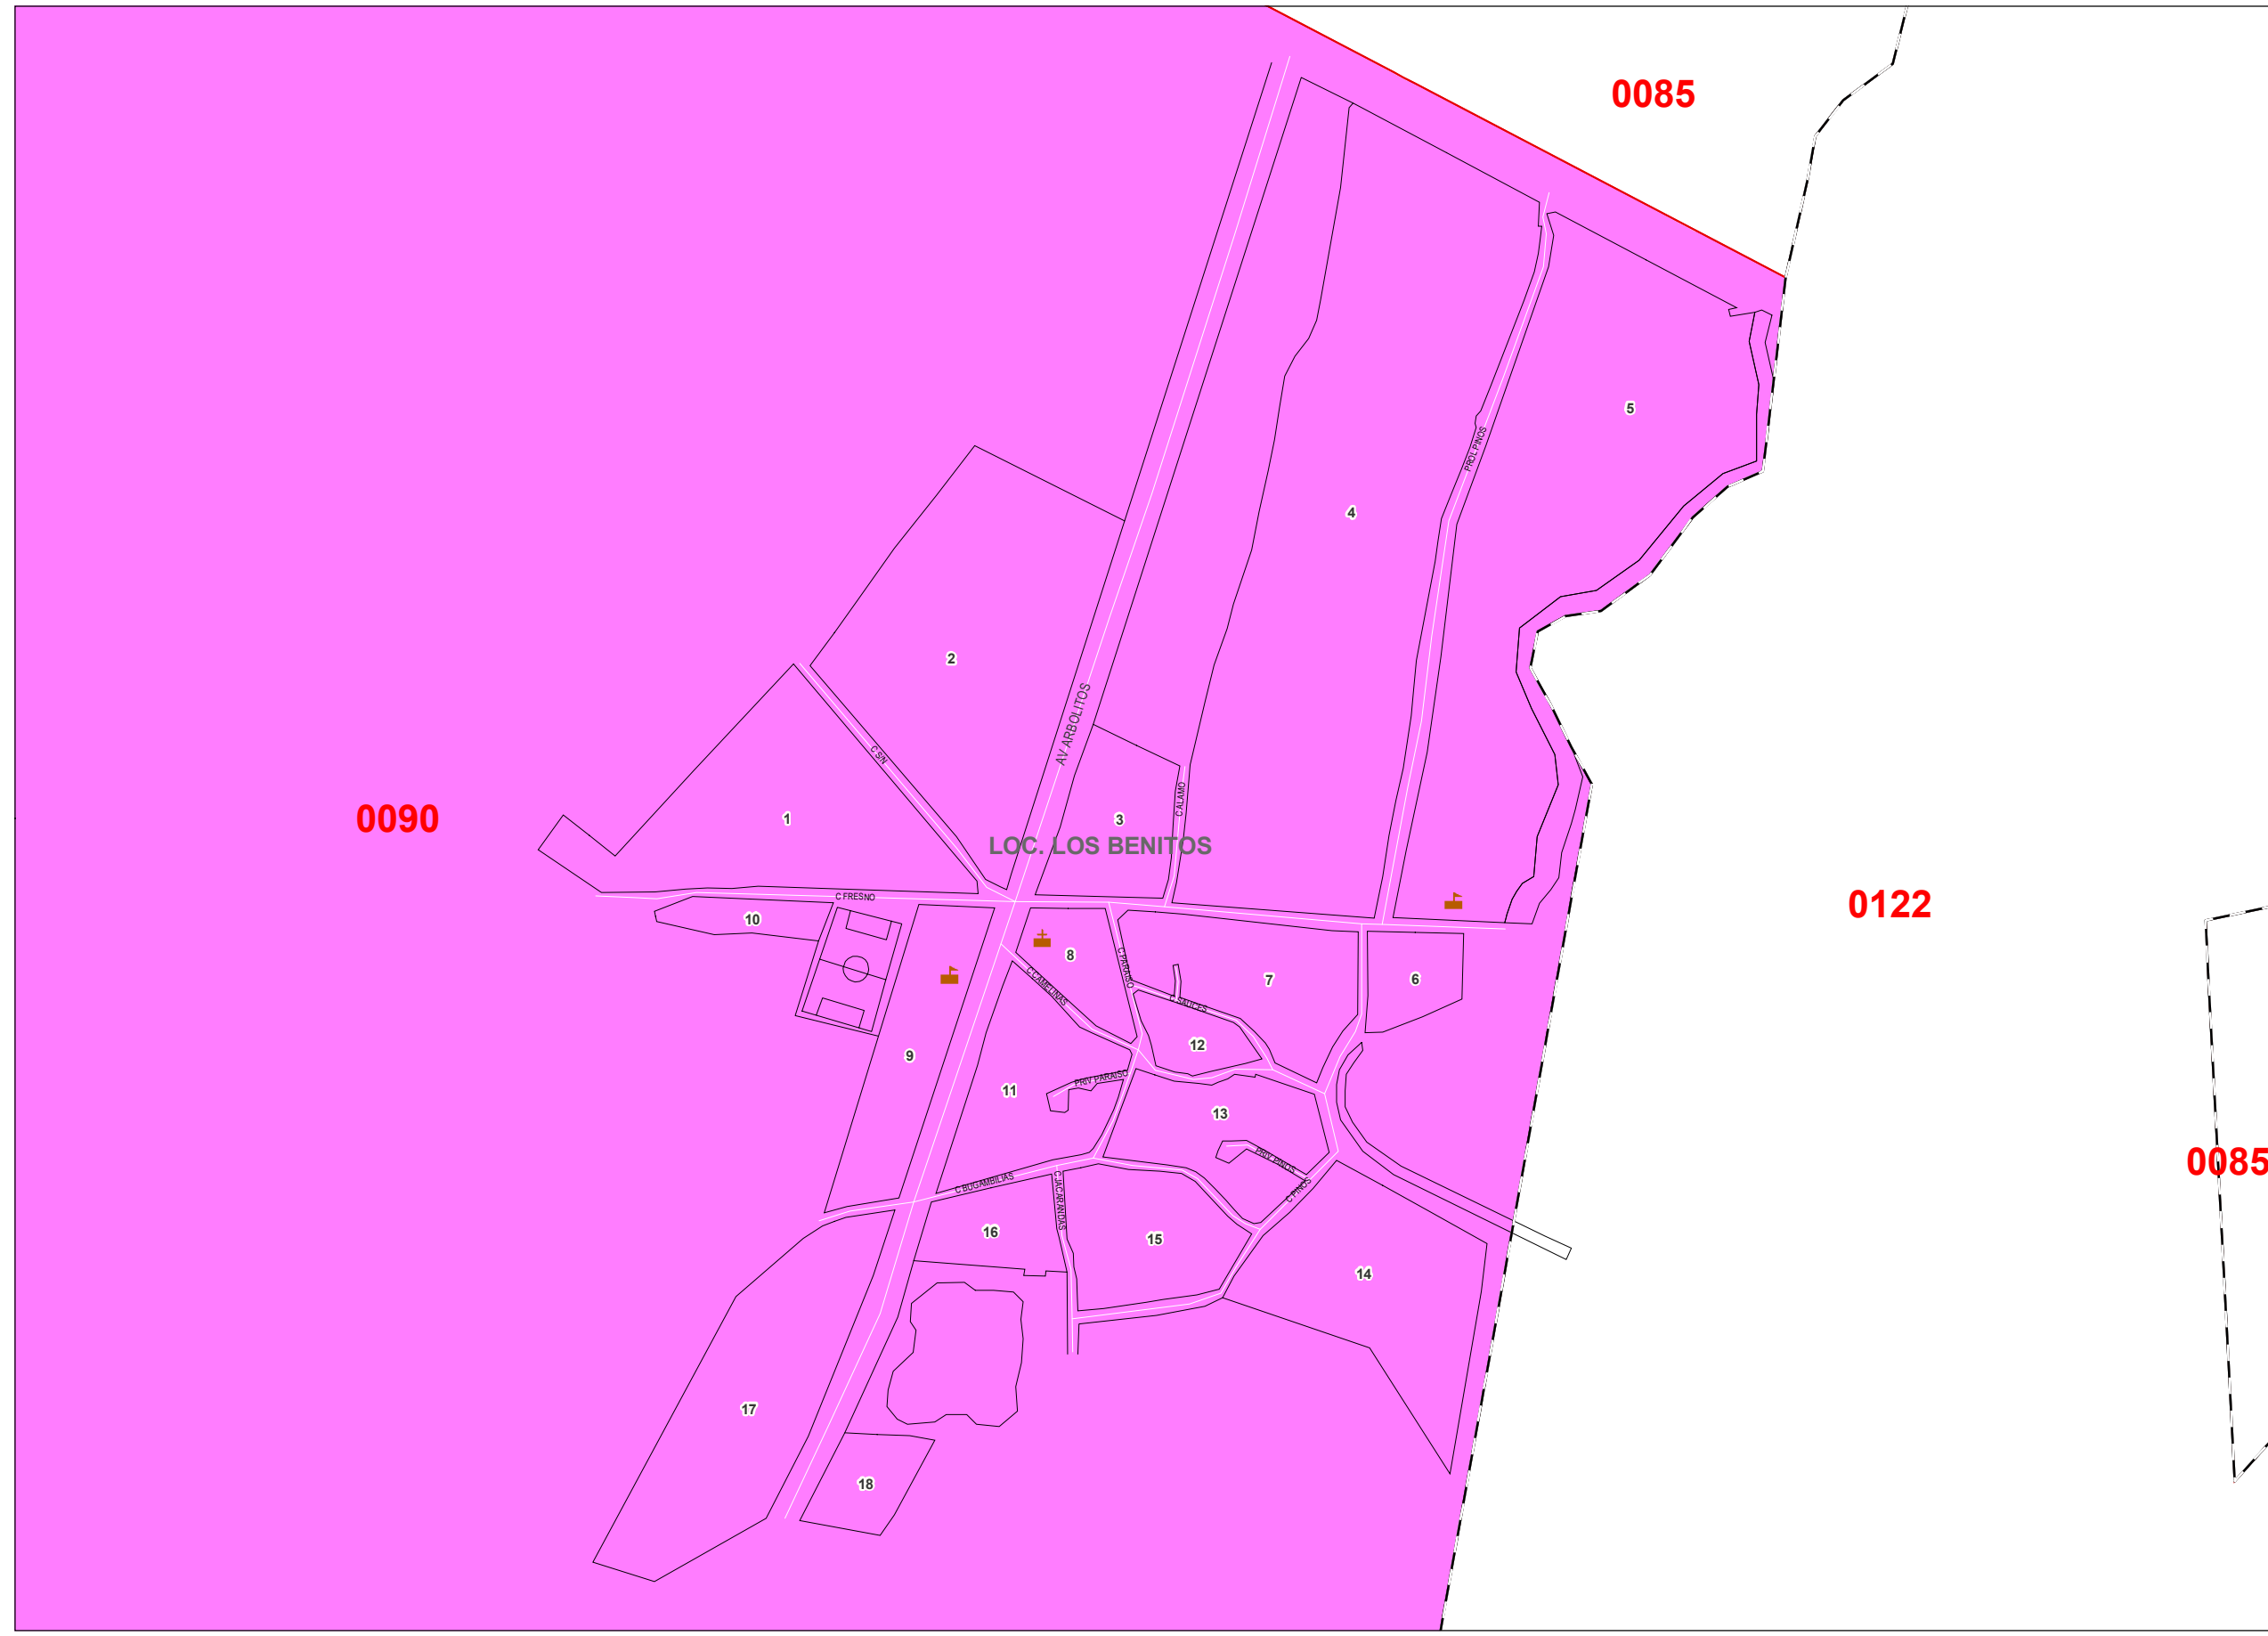 0085
5
PROL PINOS
4
2
AV ARBOLITOS
C S/N
C ALAMO
1
3
0090
LOC. LOS BENITOS
C FRESNO
0122
10
8
C PARAISO
7
6
C CAMELINAS
C SAUCES
12
9
PRIV PARAISO
11
13
PRIV PINOS
0085
C BUGAMBILIAS
C JACARANDAS
C PINOS
16
15
14
17
18